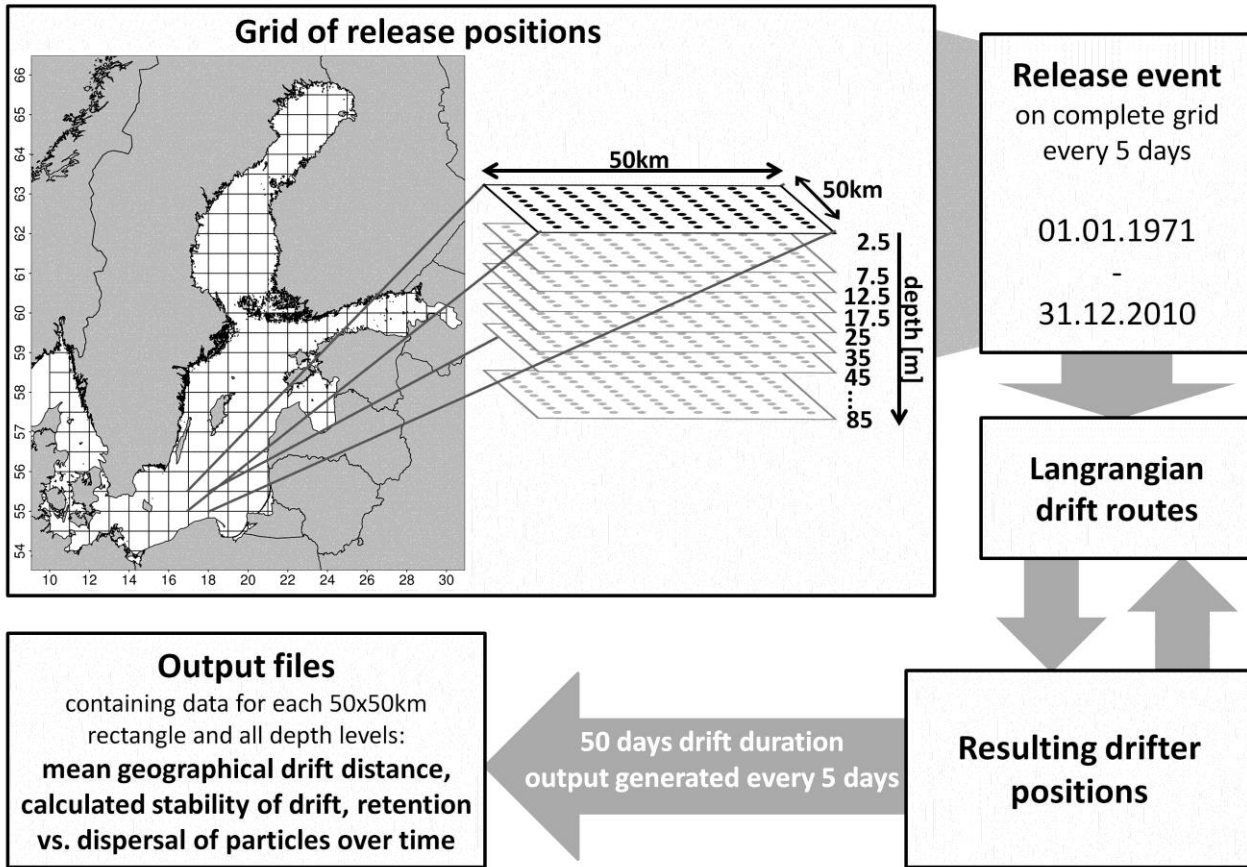 Grid of release positions
66
65
64
63
62
61
60
59
58
57
56
55
54
10 12 14 16 18 20 22 24 26 28 30
50km
50km
2.5
7.5
12.5
17.5
25
35
45
⋮
85
depth [m]
Release event
on complete grid
every 5 days
01.01.1971
-
31.12.2010
Langrangian
drift routes
Resulting drifter
positions
50 days drift duration
output generated every 5 days
Output files
containing data for each 50x50km
rectangle and all depth levels:
mean geographical drift distance,
calculated stability of drift, retention
vs. dispersal of particles over time